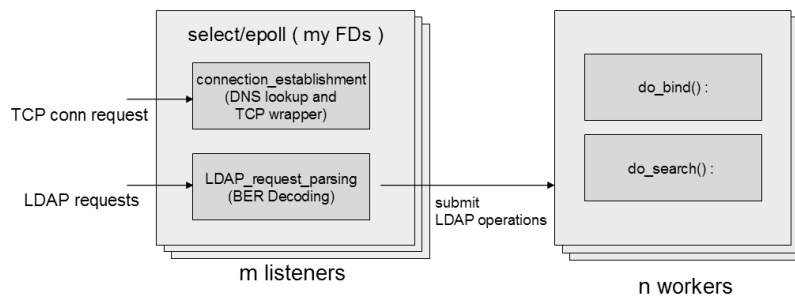 select/epoll ( my FDs )
connection_establishment
(DNS lookup and
TCP wrapper)
TCP conn request
LDAP_request_parsing
(BER Decoding)
LDAP requests
submit
LDAP operations
do_bind() :
do_search() :
m listeners
n workers